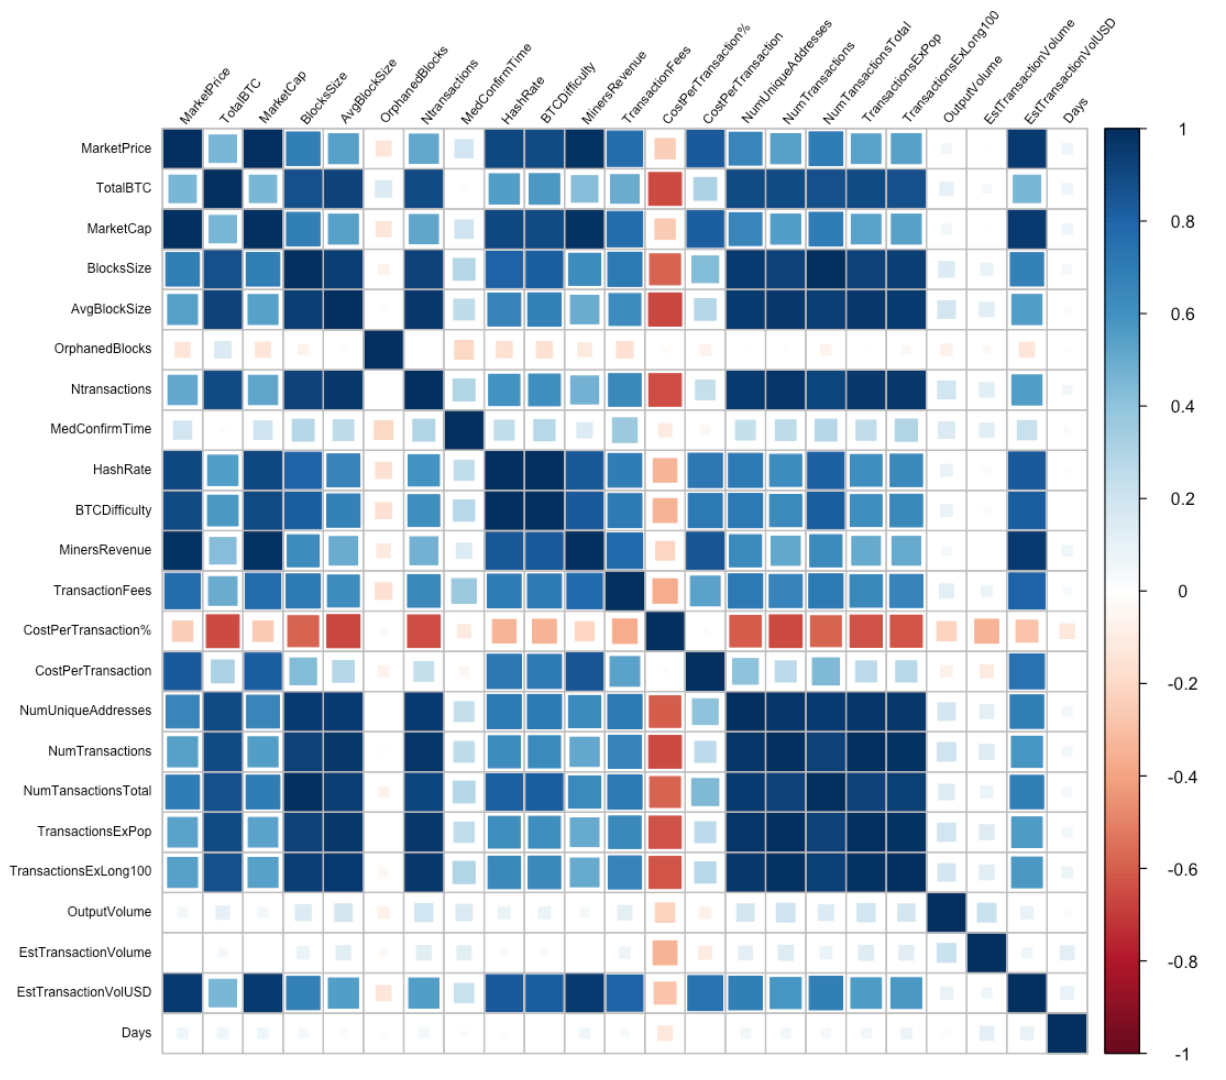 MarketPrice
TotalBTC
MarketCap
BlocksSize
AvgBlockSize
OrphanedBlocks
Ntransactions
MedConfirmTime
HashRate
BTCDifficulty
MinersRevenue
TransactionFees
CostPerTransaction%
CostPerTransaction
NumUniqueAddresses
NumTransactions
NumTansactionsTotal
TransactionsExPop
TransactionsExLong100
OutputVolume
EstTransactionVolume
EstTransactionVolUSD
Days
MarketPrice
TotalBTC
MarketCap
BlocksSize
AvgBlockSize
OrphanedBlocks
Ntransactions
MedConfirmTime
HashRate
BTCDifficulty
MinersRevenue
TransactionFees
CostPerTransaction%
CostPerTransaction
NumUniqueAddresses
NumTransactions
NumTansactionsTotal
TransactionsExPop
TransactionsExLong100
OutputVolume
EstTransactionVolume
EstTransactionVolUSD
Days
1
0.8
0.6
0.4
0.2
0
-0.2
-0.4
-0.6
-0.8
-1